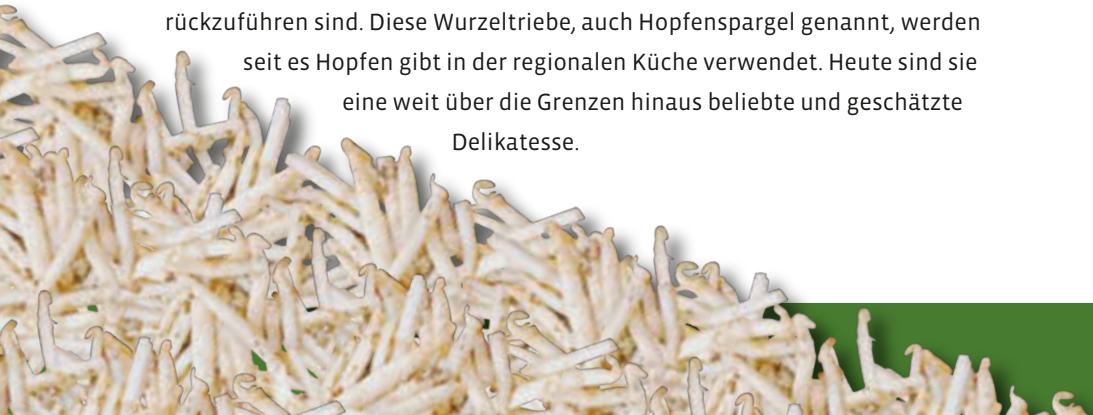 rückzuführen sind. Diese Wurzeltriebe, auch Hopfenspargel genannt, werden
seit es Hopfen gibt in der regionalen Küche verwendet. Heute sind sie
eine weit über die Grenzen hinaus beliebte und geschätzte
Delikatesse.